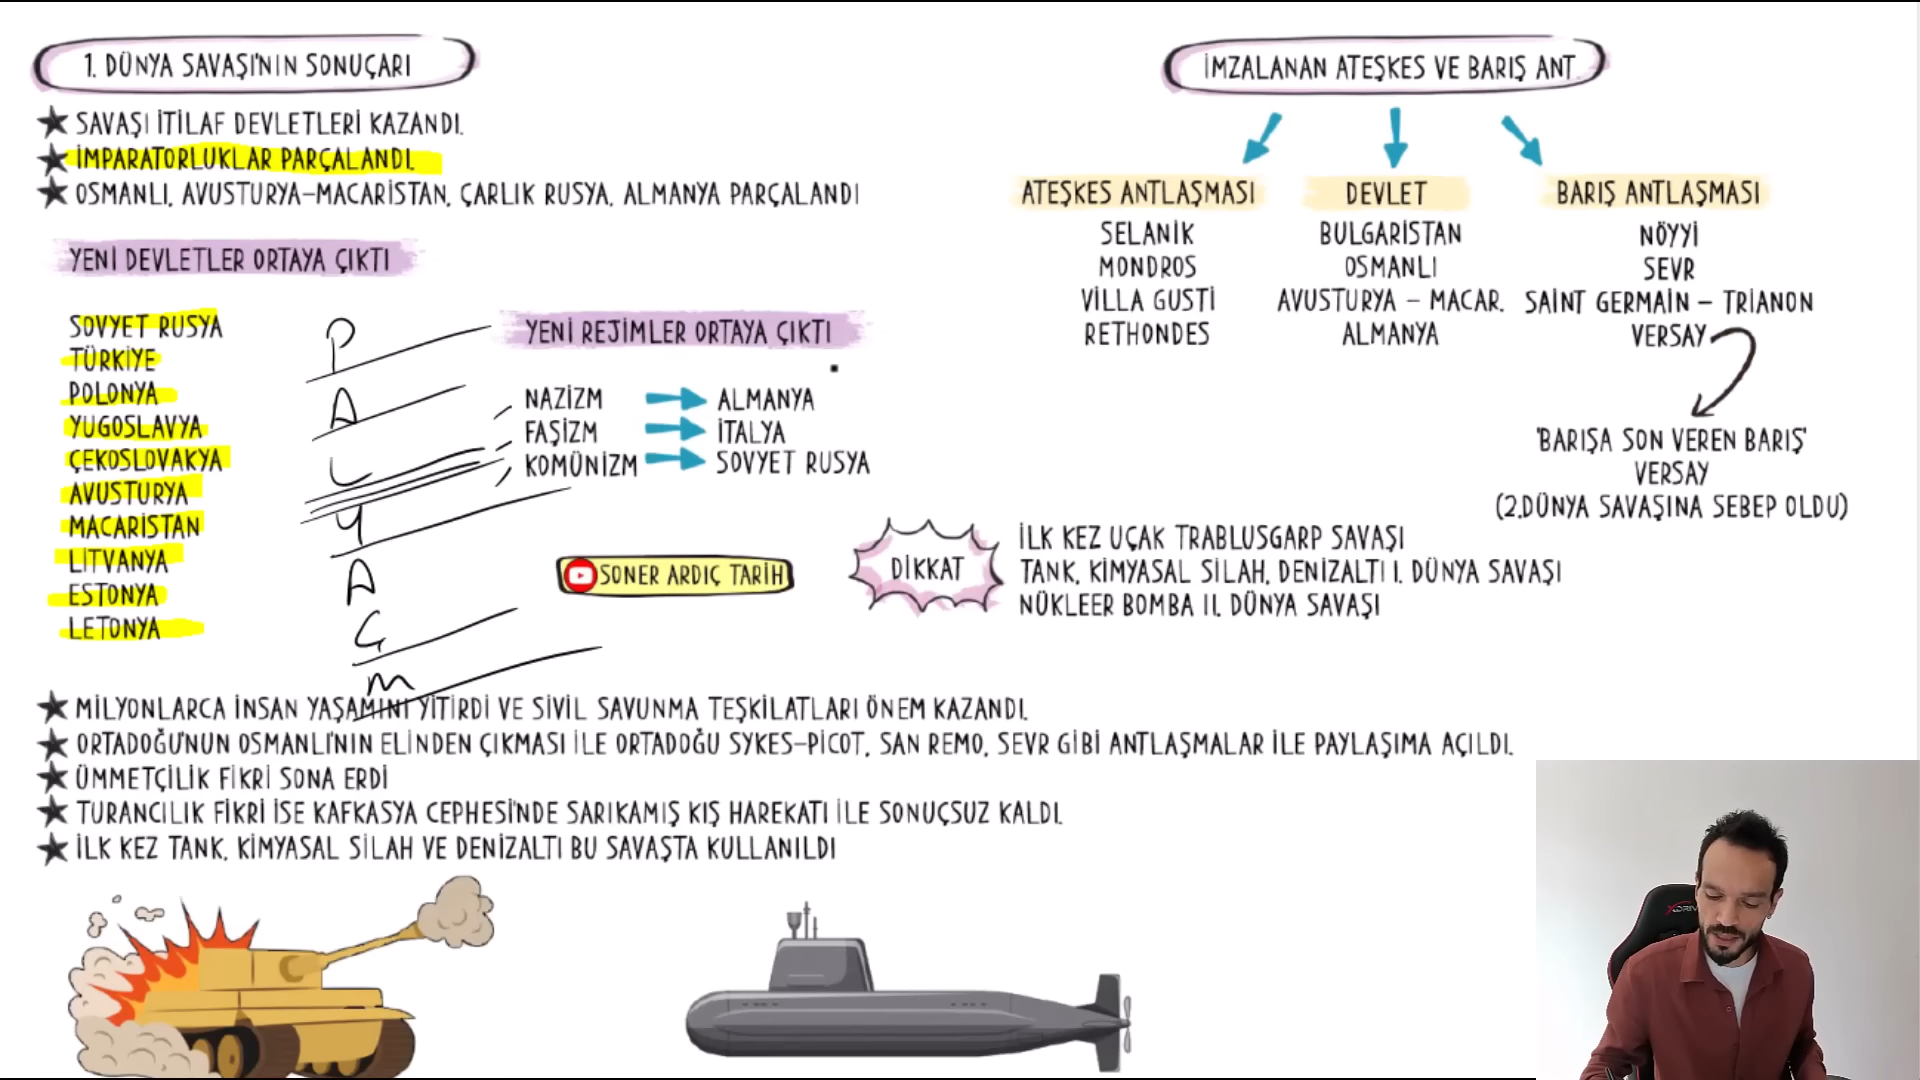 1. DÜNYA SAVAŞI'NIN SONUÇARI
★ SAVAŞI İTİLAF DEVLETLERİ KAZANDI.
★ İMPARATORLUKLAR PARÇALANDI.
★ OSMANLI, AVUSTURYA-MACARİSTAN, ÇARLIK RUSYA, ALMANYA PARÇALANDI
YENİ DEVLETLER ORTAYA ÇIKTI
SOVYET RUSYA
TÜRKİYE
POLONYA
YUGOSLAVYA
ÇEKOSLOVAKYA
AVUSTURYA
MACARİSTAN
LİTVANYA
ESTONYA
LETONYA
P
A
L
Y
A
Ç
M
YENİ REJİMLER ORTAYA ÇIKTI
NAZİZM ALMANYA
FAŞİZM İTALYA
KOMÜNİZM SOVYET RUSYA
SONER ARDIÇ TARİH
İMZALANAN ATEŞKES VE BARIŞ ANT
ATEŞKES ANTLAŞMASI DEVLET BARIŞ ANTLAŞMASI
SELANİK BULGARİSTAN NÖYYİ
MONDROS OSMANLI SEVR
VİLLA GUSTİ AVUSTURYA - MACAR. SAINT GERMAIN - TRİANON
RETHONDES ALMANYA VERSAY
'BARIŞA SON VEREN BARIŞ'
VERSAY
(2.DÜNYA SAVAŞINA SEBEP OLDU)
DİKKAT
İLK KEZ UÇAK TRABLUSGARP SAVAŞI
TANK, KİMYASAL SİLAH, DENİZALTI I. DÜNYA SAVAŞI
NÜKLEER BOMBA II. DÜNYA SAVAŞI
★ MİLYONLARCA İNSAN YAŞAMINI YİTİRDİ VE SİVİL SAVUNMA TEŞKİLATLARI ÖNEM KAZANDI.
★ ORTADOĞU'NUN OSMANLI'NIN ELİNDEN ÇIKMASI İLE ORTADOĞU SYKES-PİCOT, SAN REMO, SEVR GİBİ ANTLAŞMALAR İLE PAYLAŞIMA AÇILDI.
★ ÜMMETÇİLİK FİKRİ SONA ERDİ
★ TURANCILIK FİKRİ İSE KAFKASYA CEPHESİ'NDE SARIKAMIŞ KIŞ HAREKATI İLE SONUÇSUZ KALDI.
★ İLK KEZ TANK, KİMYASAL SİLAH VE DENİZALTI BU SAVAŞTA KULLANILDI